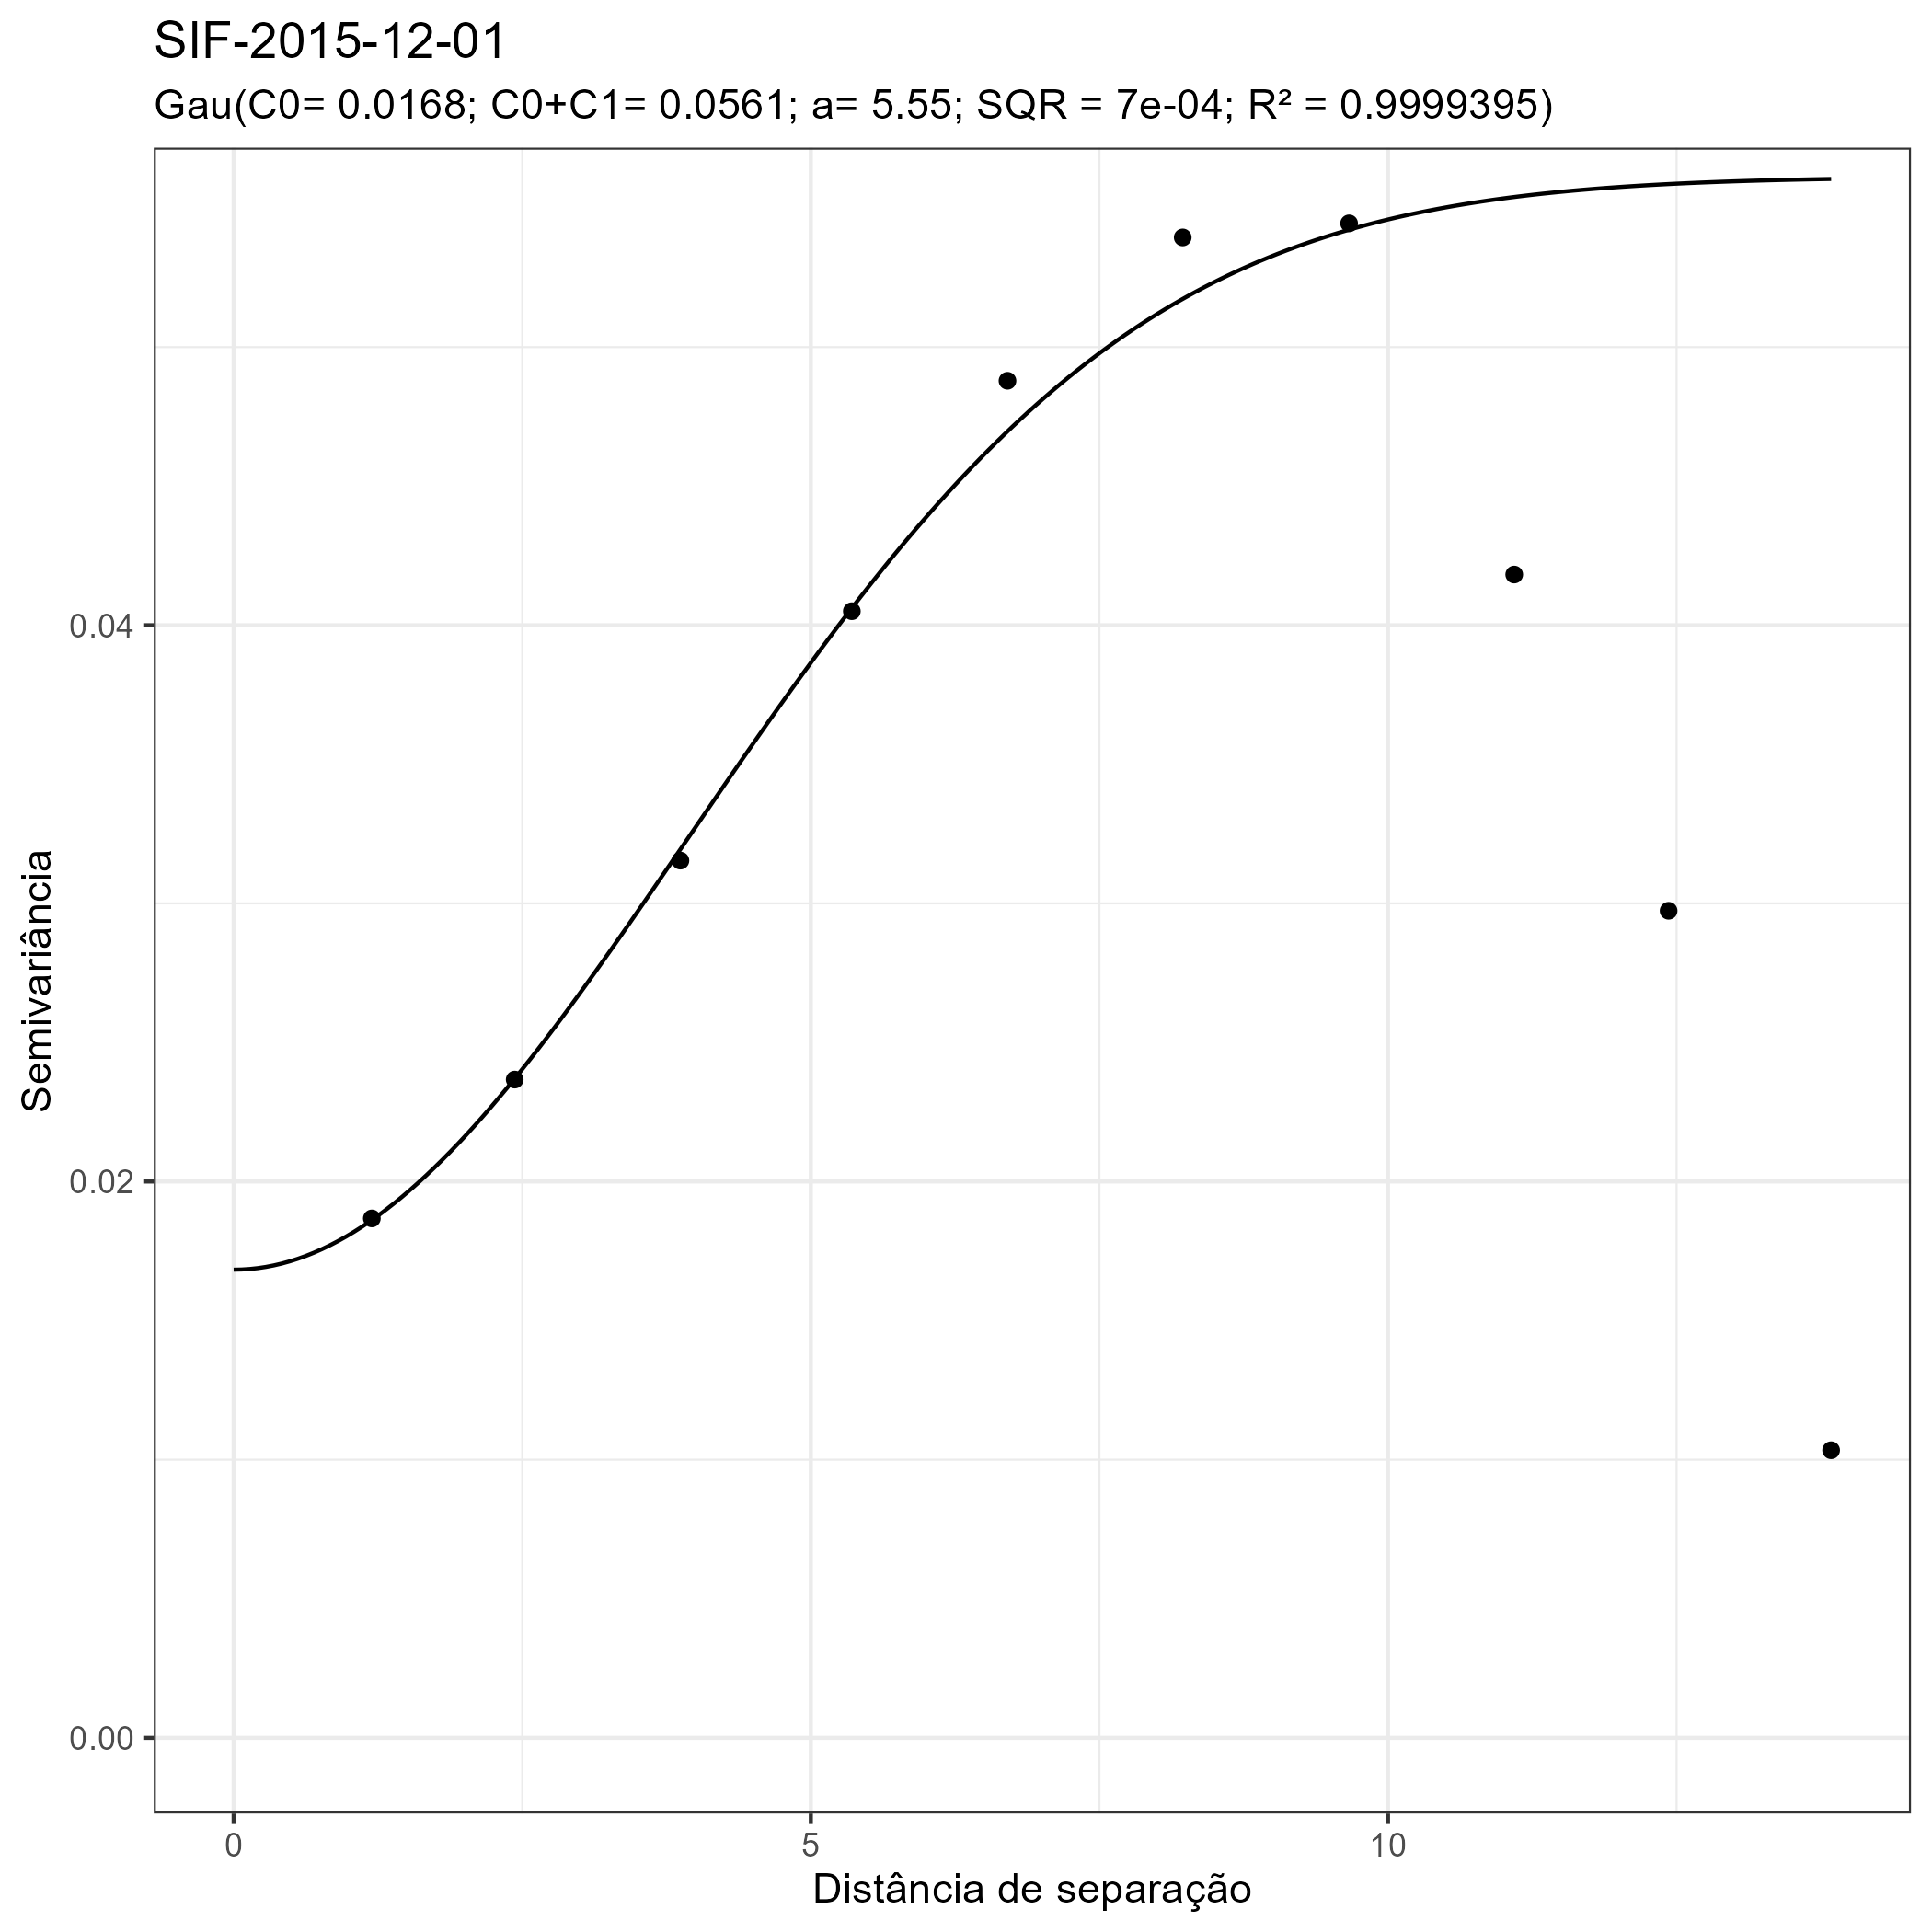 SIF-2015-12-01
Gau(C0= 0.0168; C0+C1= 0.0561; a= 5.55; SQR = 7e-04; R² = 0.9999395)
Semivariância
0.04
0.02
0.00
0 5 10
Distância de separação